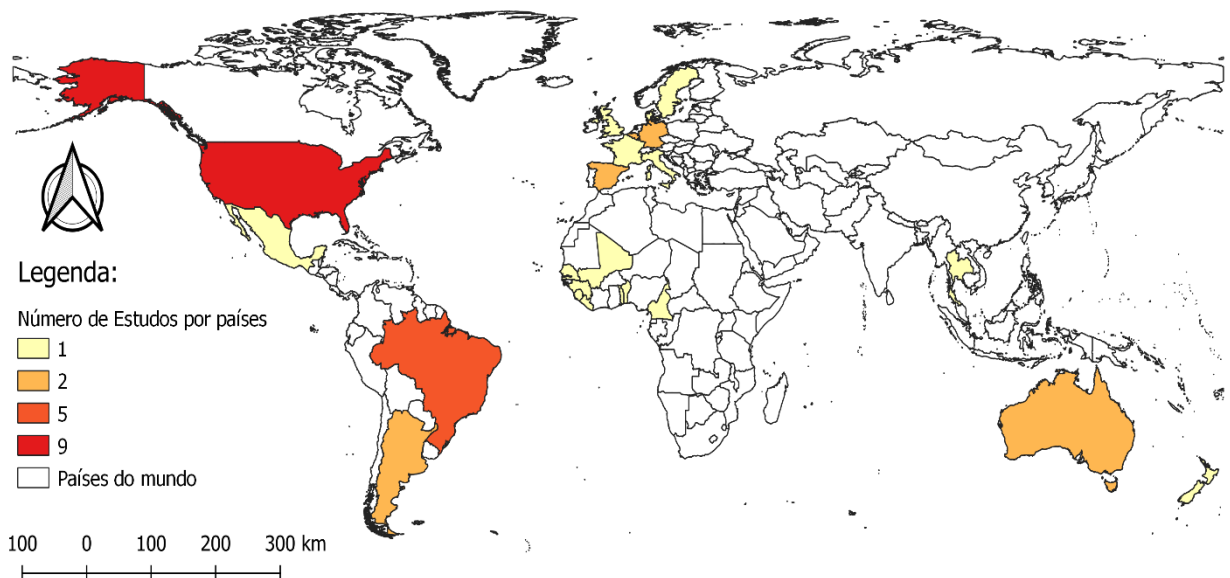 Legenda:
Número de Estudos por países
1
2
5
9
Países do mundo
100 0 100 200 300 km